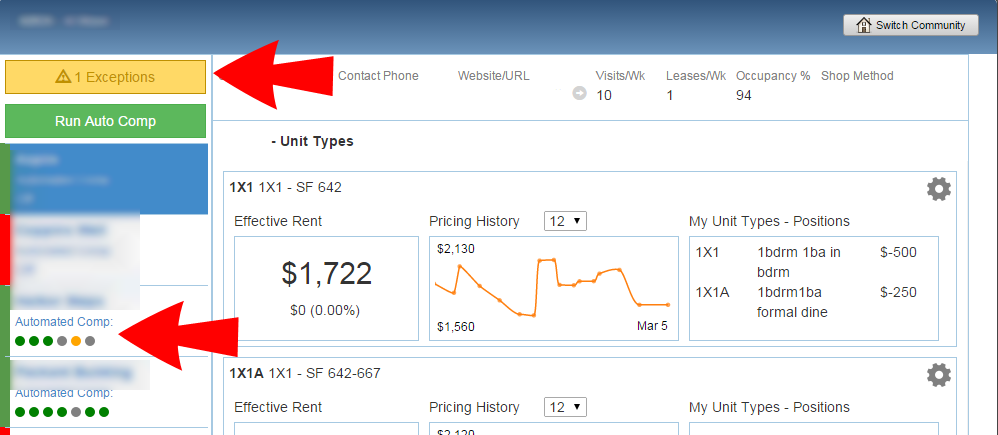 Switch Community
1 Exceptions
Contact Phone Website/URL Visits/Wk Leases/Wk Occupancy % Shop Method
10 1 94
Run Auto Comp
- Unit Types
1X1 1X1 - SF 642
Effective Rent Pricing History 12 My Unit Types - Positions
$1,722
$0 (0.00%)
$2,130
$1,560
Mar 5
1X1 1bdrm 1ba in $-500
bdrm
1X1A 1bdrm1ba $-250
formal dine
Automated Comp:
1X1A 1X1 - SF 642-667
Automated Comp:
Effective Rent Pricing History 12 My Unit Types - Positions
$2,120